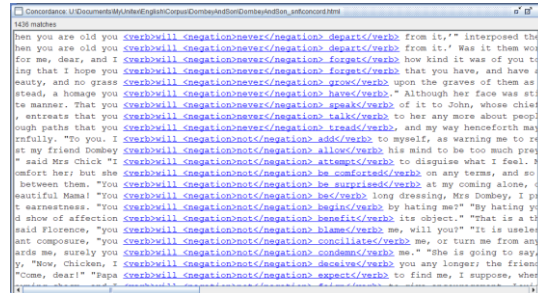 Concordance: U:\Documents\MyUnitex\English\Corpus\DombeyAndSon\DombeyAndSon_snt\concord.html
1436 matches
hen you are old you <verb>will <negation>never</negation> depart</verb> from it,'" interposed the
hen you are old you <verb>will <negation>never</negation> depart</verb> from it.' Was it them wor
for me, dear, and I <verb>will <negation>never</negation> forget</verb> how kind it was of you to
ing that I hope you <verb>will <negation>never</negation> forget</verb> that you have, and have a
eauty, and no grass <verb>will <negation>never</negation> grow</verb> upon the graves of them as
stead, a homage you <verb>will <negation>never</negation> have</verb>." Although her face was sti
te manner. That you <verb>will <negation>never</negation> speak</verb> of it to John, whose chief
, entreats that you <verb>will <negation>never</negation> talk</verb> to her any more about peopl
ough paths that you <verb>will <negation>never</negation> tread</verb>, and my way henceforth may
rnfully. "To you. I <verb>will <negation>not</negation> add</verb> to myself, as warning me to re
st my friend Dombey <verb>will <negation>not</negation> allow</verb> his mind to be too much prey
" said Mrs Chick "I <verb>will <negation>not</negation> attempt</verb> to disguise what I feel. M
omfort her; but she <verb>will <negation>not</negation> be comforted</verb> on any terms, and so
between them. "You <verb>will <negation>not</negation> be surprised</verb> at my coming alone, o
eautiful Mama! "You <verb>will <negation>not</negation> be</verb> long dressing, Mrs Dombey, I p
t earnestness. "You <verb>will <negation>not</negation> begin</verb> by hating me?" "By hating yo
d show of affection <verb>will <negation>not</negation> benefit</verb> its object." "That is a th
said Florence, "you <verb>will <negation>not</negation> blame</verb> me, will you?" "It is useles
ant composure, "you <verb>will <negation>not</negation> conciliate</verb> me, or turn me from any
ards me, surely you <verb>will <negation>not</negation> condemn</verb> me." "She is going to say,
y, "Now, Chicken, I <verb>will <negation>not</negation> deceive</verb> you any longer; the friend
"Come, dear!" "Papa <verb>will <negation>not</negation> expect</verb> to find me, I suppose, when